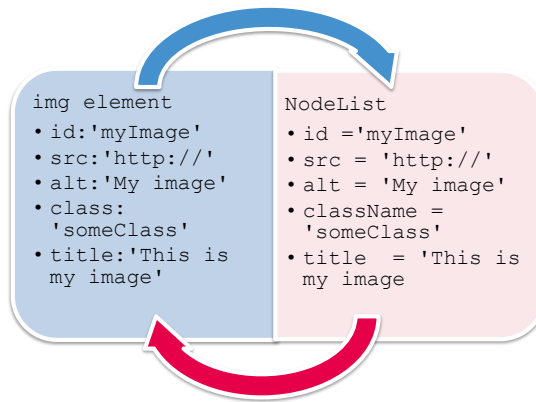 img element
• id:'myImage'
• src:'http://'
• alt:'My image'
• class:
'someClass'
• title:'This is
my image'
NodeList
• id ='myImage'
• src = 'http://'
• alt = 'My image'
• className =
'someClass'
• title  = 'This is
my image